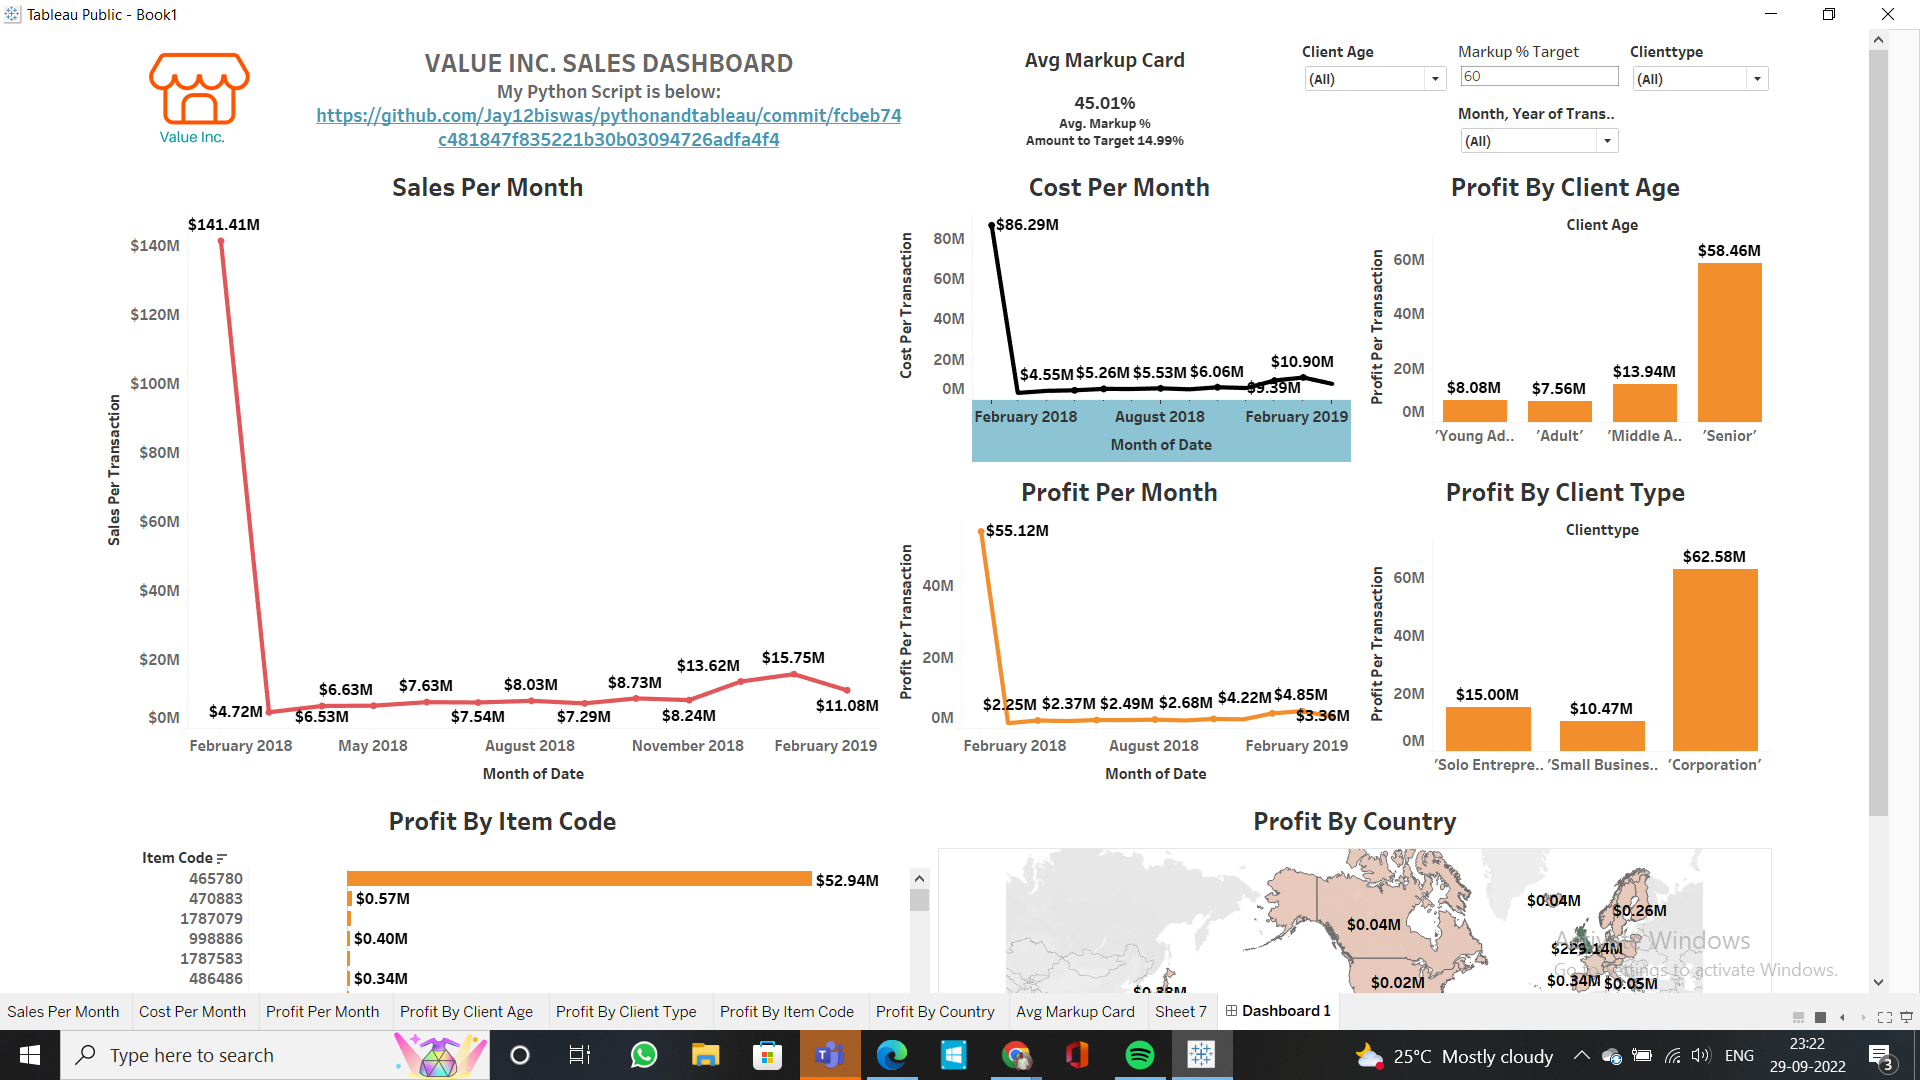 Tableau Public - Book1
VALUE INC. SALES DASHBOARD
My Python Script is below:
https://github.com/Jay12biswas/pythonandtableau/commit/fcbeb74
c481847f835221b30b03094726adfa4f4
Value Inc.
Avg Markup Card
45.01%
Avg. Markup %
Amount to Target 14.99%
Client Age
(All)
Markup % Target
60
Clienttype
(All)
Month, Year of Trans..
(All)
Sales Per Month
$141.41M
$140M
$120M
$100M
$80M
$60M
$40M
$20M
$0M
Sales Per Transaction
$4.72M
$6.53M
$6.63M
$7.63M
$7.54M
$8.03M
$7.29M
$8.73M
$8.24M
$13.62M
$15.75M
$11.08M
February 2018 May 2018 August 2018 November 2018 February 2019
Month of Date
Cost Per Month
$86.29M
80M
60M
40M
20M
0M
Cost Per Transaction
$4.55M $5.26M $5.53M $6.06M
$9.39M
$10.90M
February 2018 August 2018 February 2019
Month of Date
Profit By Client Age
Client Age
60M
40M
20M
0M
Profit Per Transaction
$8.08M
$7.56M
$13.94M
$58.46M
'Young Ad.. 'Adult' 'Middle A.. 'Senior'
Profit Per Month
$55.12M
40M
20M
0M
Profit Per Transaction
$2.25M $2.37M $2.49M $2.68M $4.22M $4.85M
$3.36M
February 2018 August 2018 February 2019
Month of Date
Profit By Client Type
Clienttype
60M
40M
20M
0M
Profit Per Transaction
$15.00M
$10.47M
$62.58M
'Solo Entrepre.. 'Small Busines.. 'Corporation'
Profit By Item Code
Item Code
465780 $52.94M
470883 $0.57M
1787079
998886 $0.40M
1787583
486486 $0.34M
Profit By Country
$0.04M
$0.04M
$0.26M
$229.14M
$0.02M
$0.34M
$0.05M
$0.38M
Activate Windows
Go to Settings to activate Windows.
Sales Per Month Cost Per Month Profit Per Month Profit By Client Age Profit By Client Type Profit By Item Code Profit By Country Avg Markup Card Sheet 7 Dashboard 1
Type here to search
25°C Mostly cloudy
ENG
23:22
29-09-2022
3